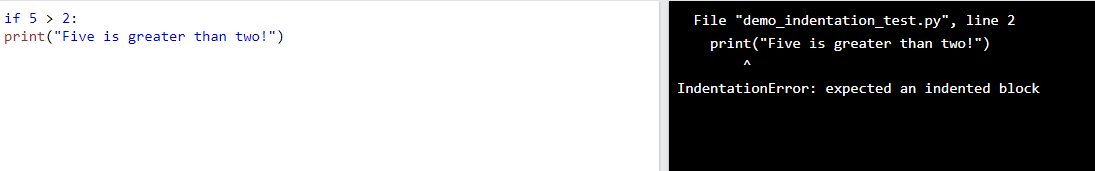 if 5 > 2:
print("Five is greater than two!")
File "demo_indentation_test.py", line 2
print("Five is greater than two!")
^
IndentationError: expected an indented block